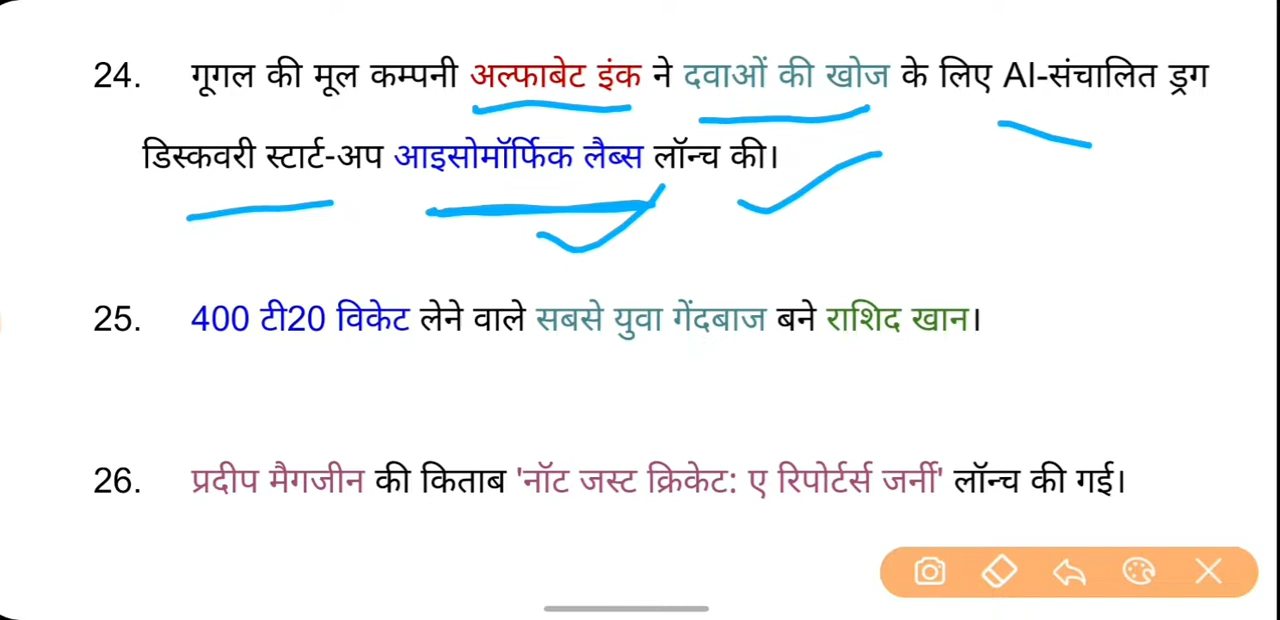 24. गूगल की मूल कम्पनी अल्फाबेट इंक ने दवाओं की खोज के लिए AI-संचालित ड्रग
डिस्कवरी स्टार्ट-अप आइसोमॉर्फिक लैब्स लॉन्च की।
25. 400 टी20 विकेट लेने वाले सबसे युवा गेंदबाज बने राशिद खान।
26. प्रदीप मैगजीन की किताब 'नॉट जस्ट क्रिकेट: ए रिपोर्टर्स जर्नी' लॉन्च की गई।